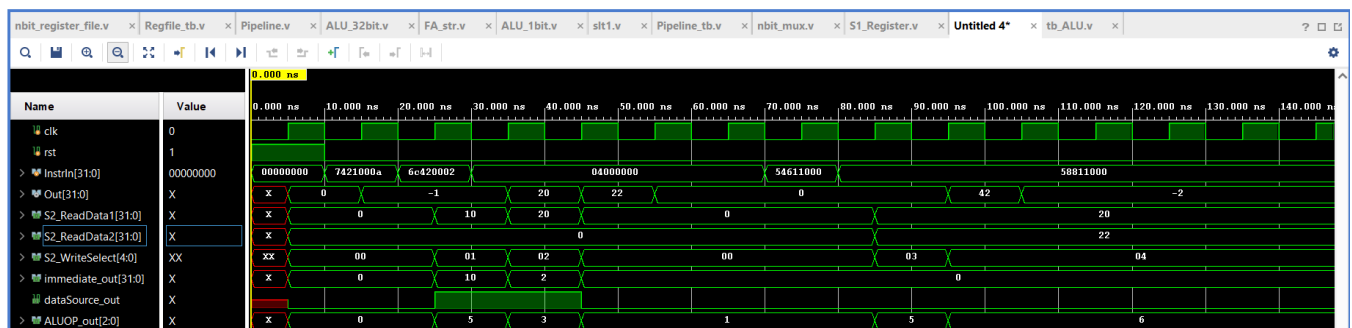 nbit_register_file.v × Regfile_tb.v × Pipeline.v × ALU_32bit.v × FA_str.v × ALU_1bit.v × slt1.v × Pipeline_tb.v × nbit_mux.v × S1_Register.v × Untitled 4* × tb_ALU.v ×
0.000 ns
Name Value 0.000 ns 10.000 ns 20.000 ns 30.000 ns 40.000 ns 50.000 ns 60.000 ns 70.000 ns 80.000 ns 90.000 ns 100.000 ns 110.000 ns 120.000 ns 130.000 ns 140.000 n
clk 0
rst 1
InstrIn[31:0] 00000000 00000000 7421000a 6c420002 04000000 54611000 58811000
Out[31:0] X X 0 -1 20 22 0 42 -2
S2_ReadData1[31:0] X X 0 10 20 0 20
S2_ReadData2[31:0] X X 0 22
S2_WriteSelect[4:0] XX XX 00 01 02 00 03 04
immediate_out[31:0] X X 0 10 2 0
dataSource_out X
ALUOP_out[2:0] X X 0 5 3 1 5 6